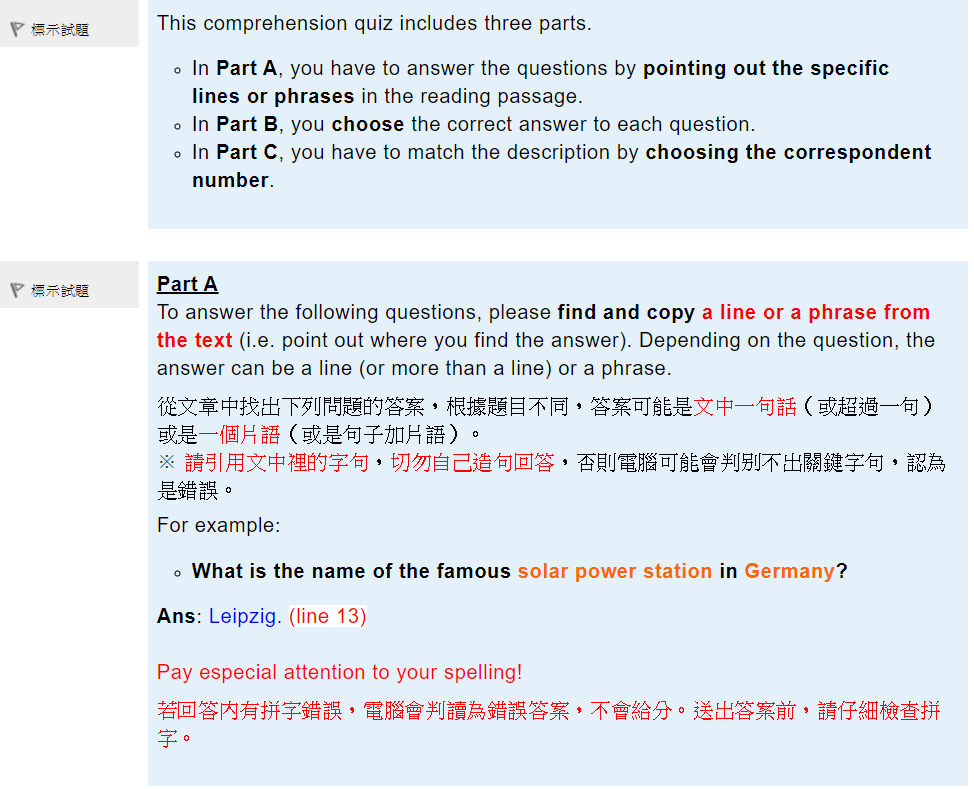 標示試題
This comprehension quiz includes three parts.
In Part A, you have to answer the questions by pointing out the specific
lines or phrases in the reading passage.
In Part B, you choose the correct answer to each question.
In Part C, you have to match the description by choosing the correspondent
number.
標示試題
Part A
To answer the following questions, please find and copy a line or a phrase from
the text (i.e. point out where you find the answer). Depending on the question, the
answer can be a line (or more than a line) or a phrase.
從文章中找出下列問題的答案，根據題目不同，答案可能是文中一句話（或超過一句）
或是一個片語（或是句子加片語）。
※ 請引用文中裡的字句，切勿自己造句回答，否則電腦可能會判別不出關鍵字句，認為
是錯誤。
For example:
What is the name of the famous solar power station in Germany?
Ans: Leipzig. (line 13)
Pay especial attention to your spelling!
若回答內有拼字錯誤，電腦會判讀為錯誤答案，不會給分。送出答案前，請仔細檢查拼
字。